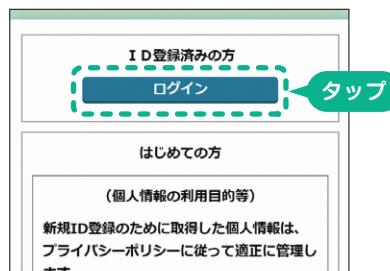 ID登録済みの方
ログイン
タップ
はじめての方
(個人情報の利用目的等)
新規ID登録のために取得した個人情報は、
プライバシーポリシーに従って適正に管理し
ます